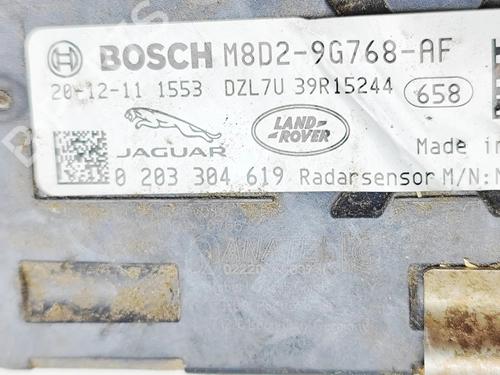 BOSCH M8D2-9G768-AF
20-12-11 1553 DZL7U 39R15244 658
JAGUAR LAND-ROVER Made in
0 203 304 619 Radarsensor M/N:
ANATEL